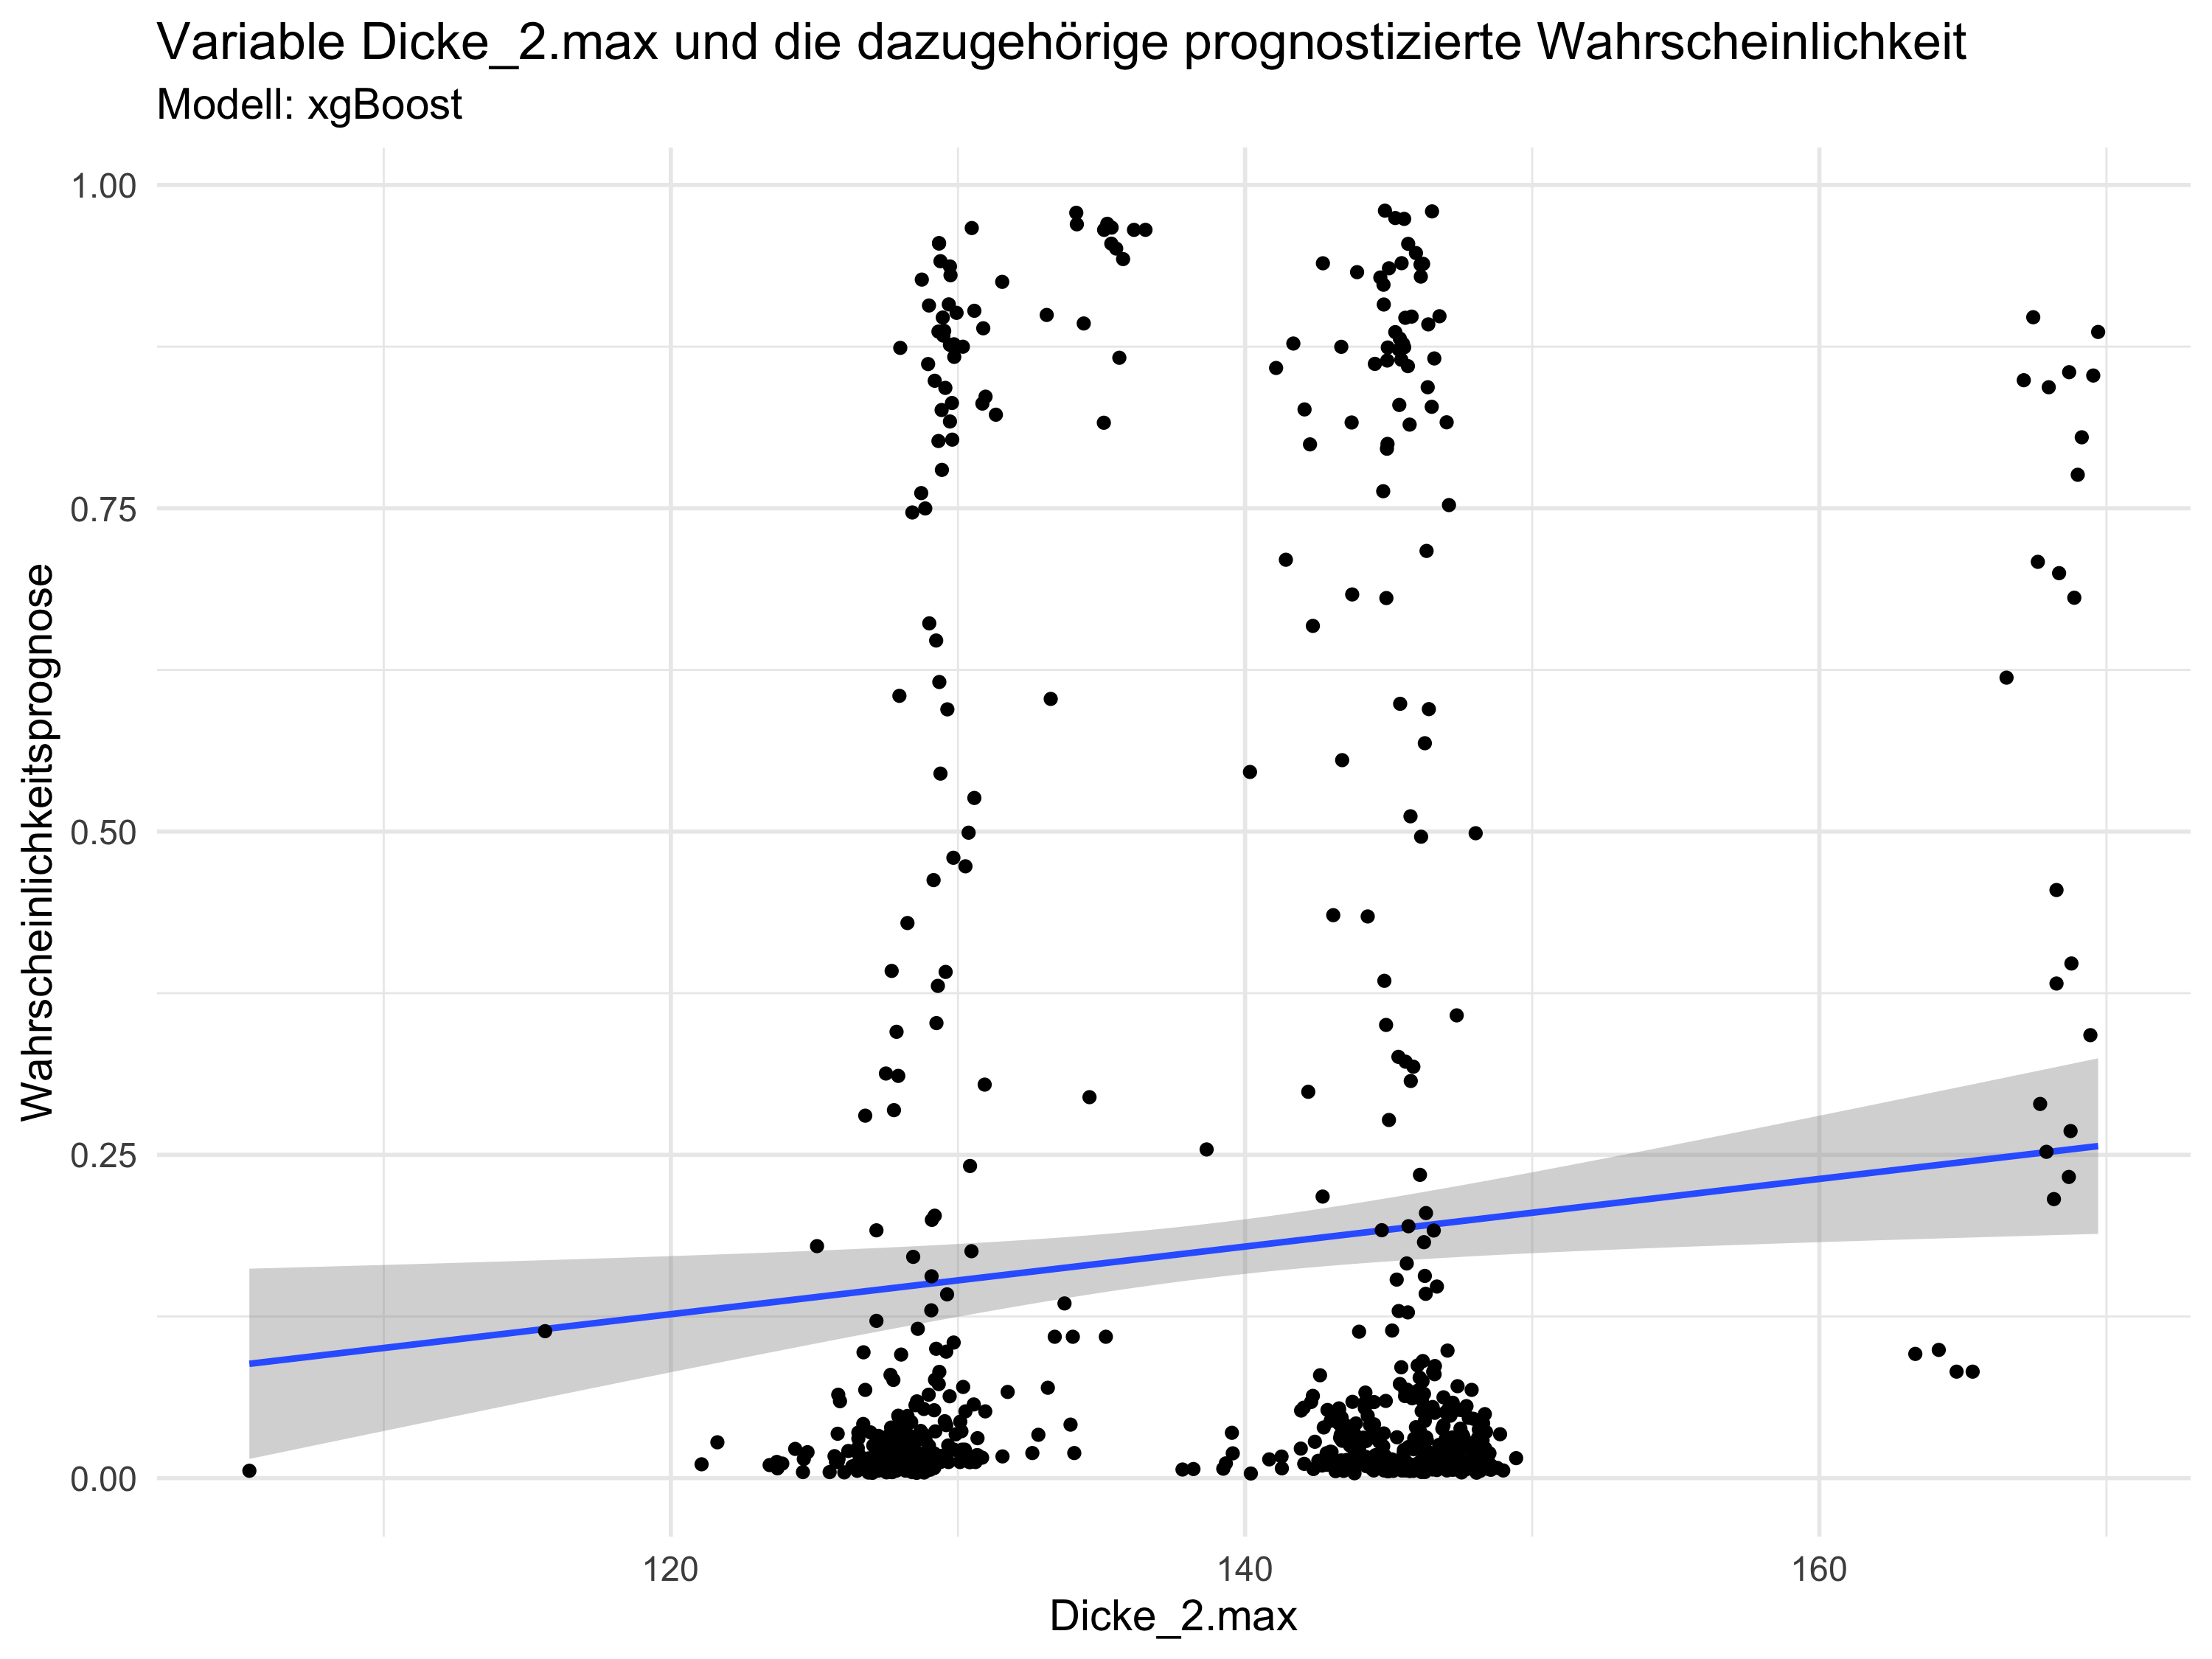 Variable Dicke_2.max und die dazugehörige prognostizierte Wahrscheinlichkeit
Modell: xgBoost
1.00
0.75
0.50
0.25
0.00
Wahrscheinlichkeitsprognose
120
140
160
Dicke_2.max